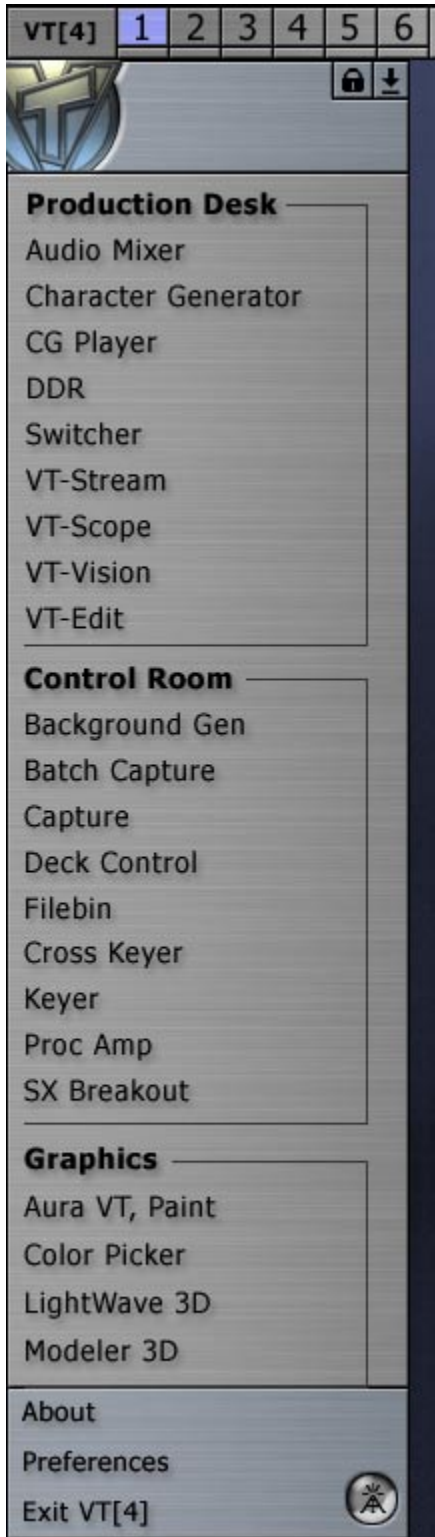 VT[4] 1 2 3 4 5 6
VT
Production Desk
Audio Mixer
Character Generator
CG Player
DDR
Switcher
VT-Stream
VT-Scope
VT-Vision
VT-Edit
Control Room
Background Gen
Batch Capture
Capture
Deck Control
Filebin
Cross Keyer
Keyer
Proc Amp
SX Breakout
Graphics
Aura VT, Paint
Color Picker
LightWave 3D
Modeler 3D
About
Preferences
Exit VT[4]